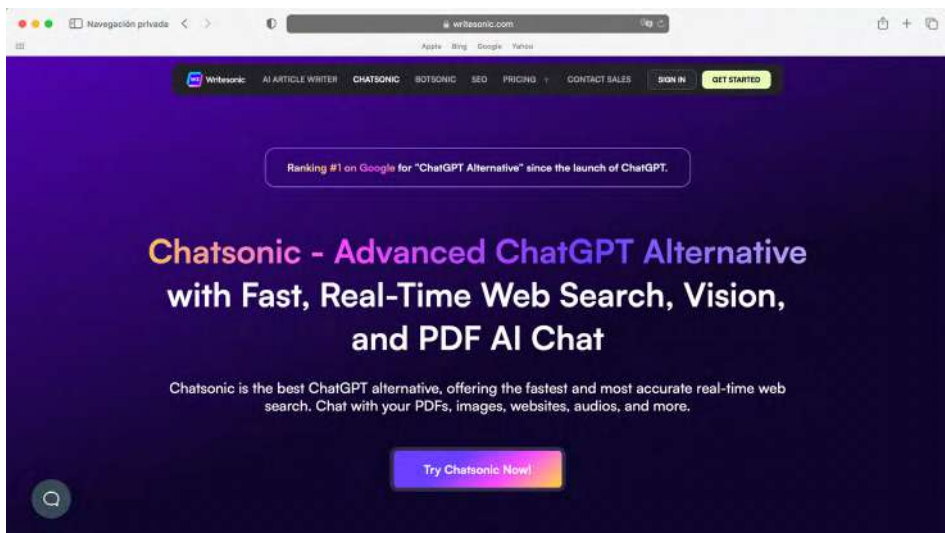 Navegación privada
writesonic.com
Apple Bing Google Yahoo
Writesonic AI ARTICLE WRITER CHATSONIC BOTSONIC SEO PRICING + CONTACT SALES SIGN IN GET STARTED
Ranking #1 on Google for "ChatGPT Alternative" since the launch of ChatGPT.
Chatsonic - Advanced ChatGPT Alternative
with Fast, Real-Time Web Search, Vision,
and PDF AI Chat
Chatsonic is the best ChatGPT alternative, offering the fastest and most accurate real-time web
search. Chat with your PDFs, images, websites, audios, and more.
Try Chatsonic Now!